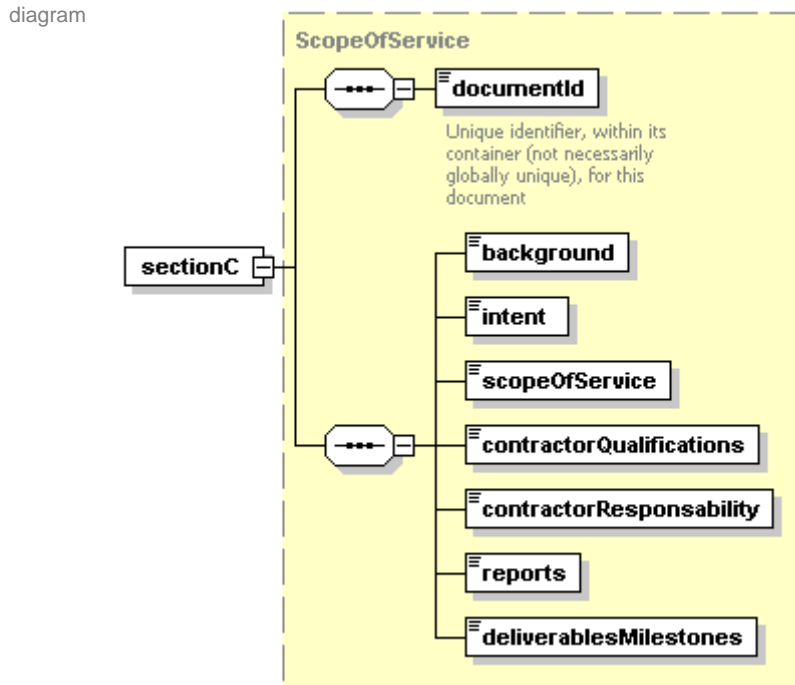 diagram
ScopeOfService
documentId
Unique identifier, within its
container (not necessarily
globally unique), for this
document
sectionC
background
intent
scopeOfService
contractorQualifications
contractorResponsability
reports
deliverablesMilestones